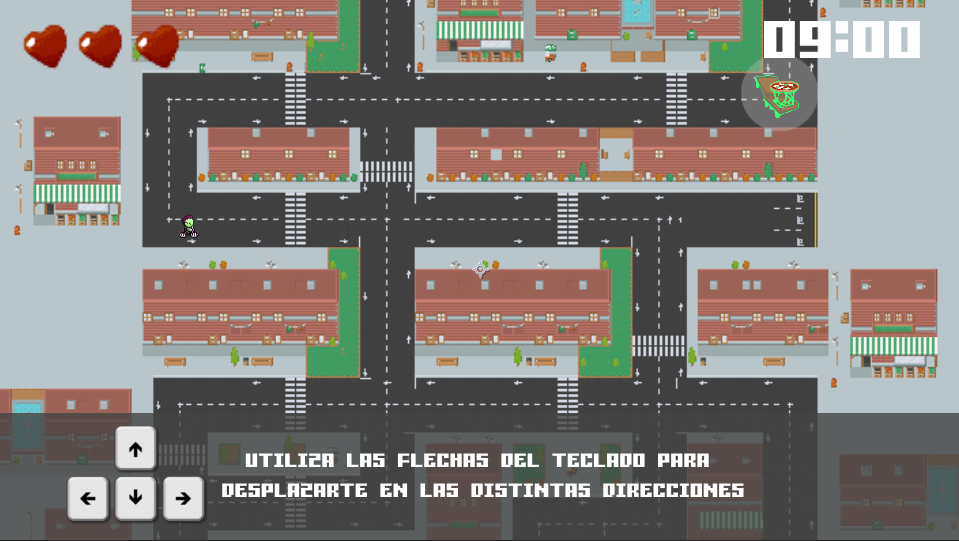 09:00
UTILIZA LAS FLECHAS DEL TECLADO PARA
DESPLAZARTE EN LAS DISTINTAS DIRECCIONES